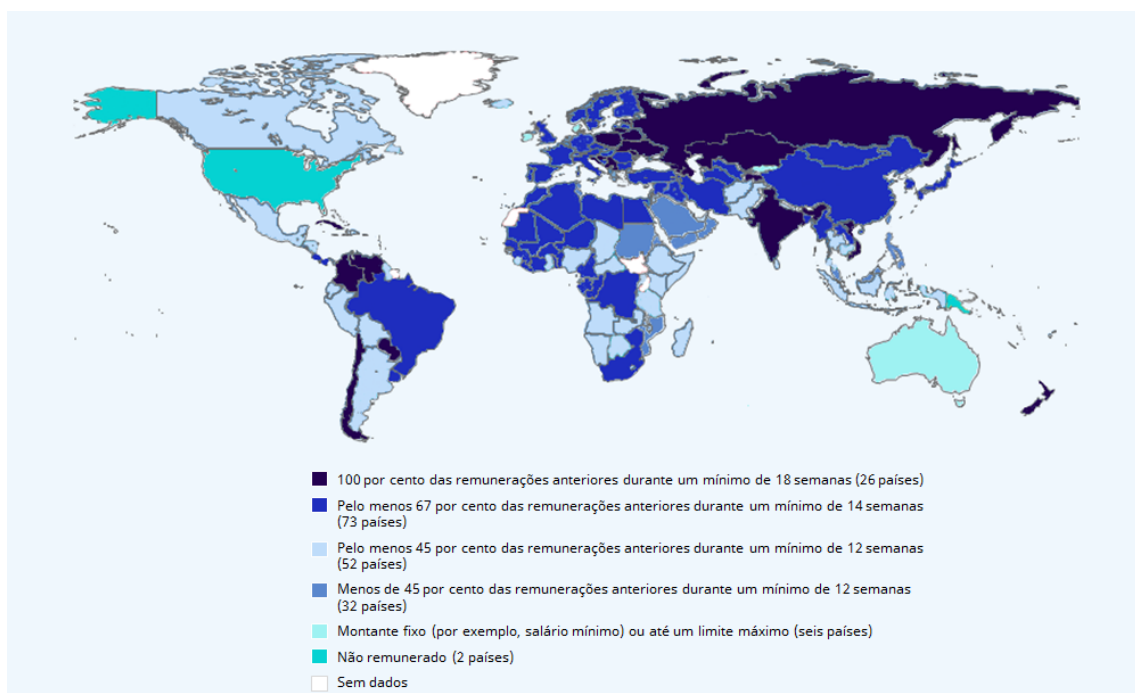 100 por cento das remunerações anteriores durante um mínimo de 18 semanas (26 países)
Pelo menos 67 por cento das remunerações anteriores durante um mínimo de 14 semanas
(73 países)
Pelo menos 45 por cento das remunerações anteriores durante um mínimo de 12 semanas
(52 países)
Menos de 45 por cento das remunerações anteriores durante um mínimo de 12 semanas
(32 países)
Montante fixo (por exemplo, salário mínimo) ou até um limite máximo (seis países)
Não remunerado (2 países)
Sem dados